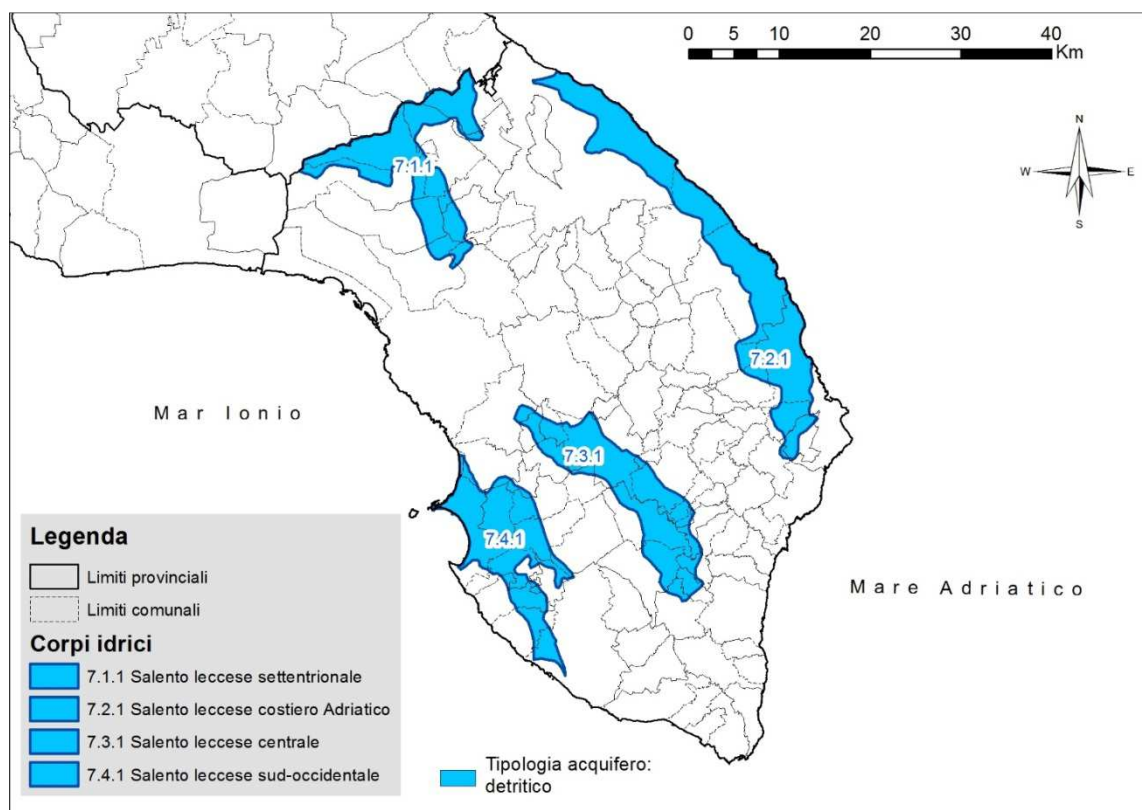 0 5 10 20 30 40
Km
N
W E
S
7.1.1
7.2.1
7.3.1
7.4.1
Mar Ionio
Mare Adriatico
Legenda
Limiti provinciali
Limiti comunali
Corpi idrici
7.1.1 Salento leccese settentrionale
7.2.1 Salento leccese costiero Adriatico
7.3.1 Salento leccese centrale
7.4.1 Salento leccese sud-occidentale
Tipologia acquifero:
detritico